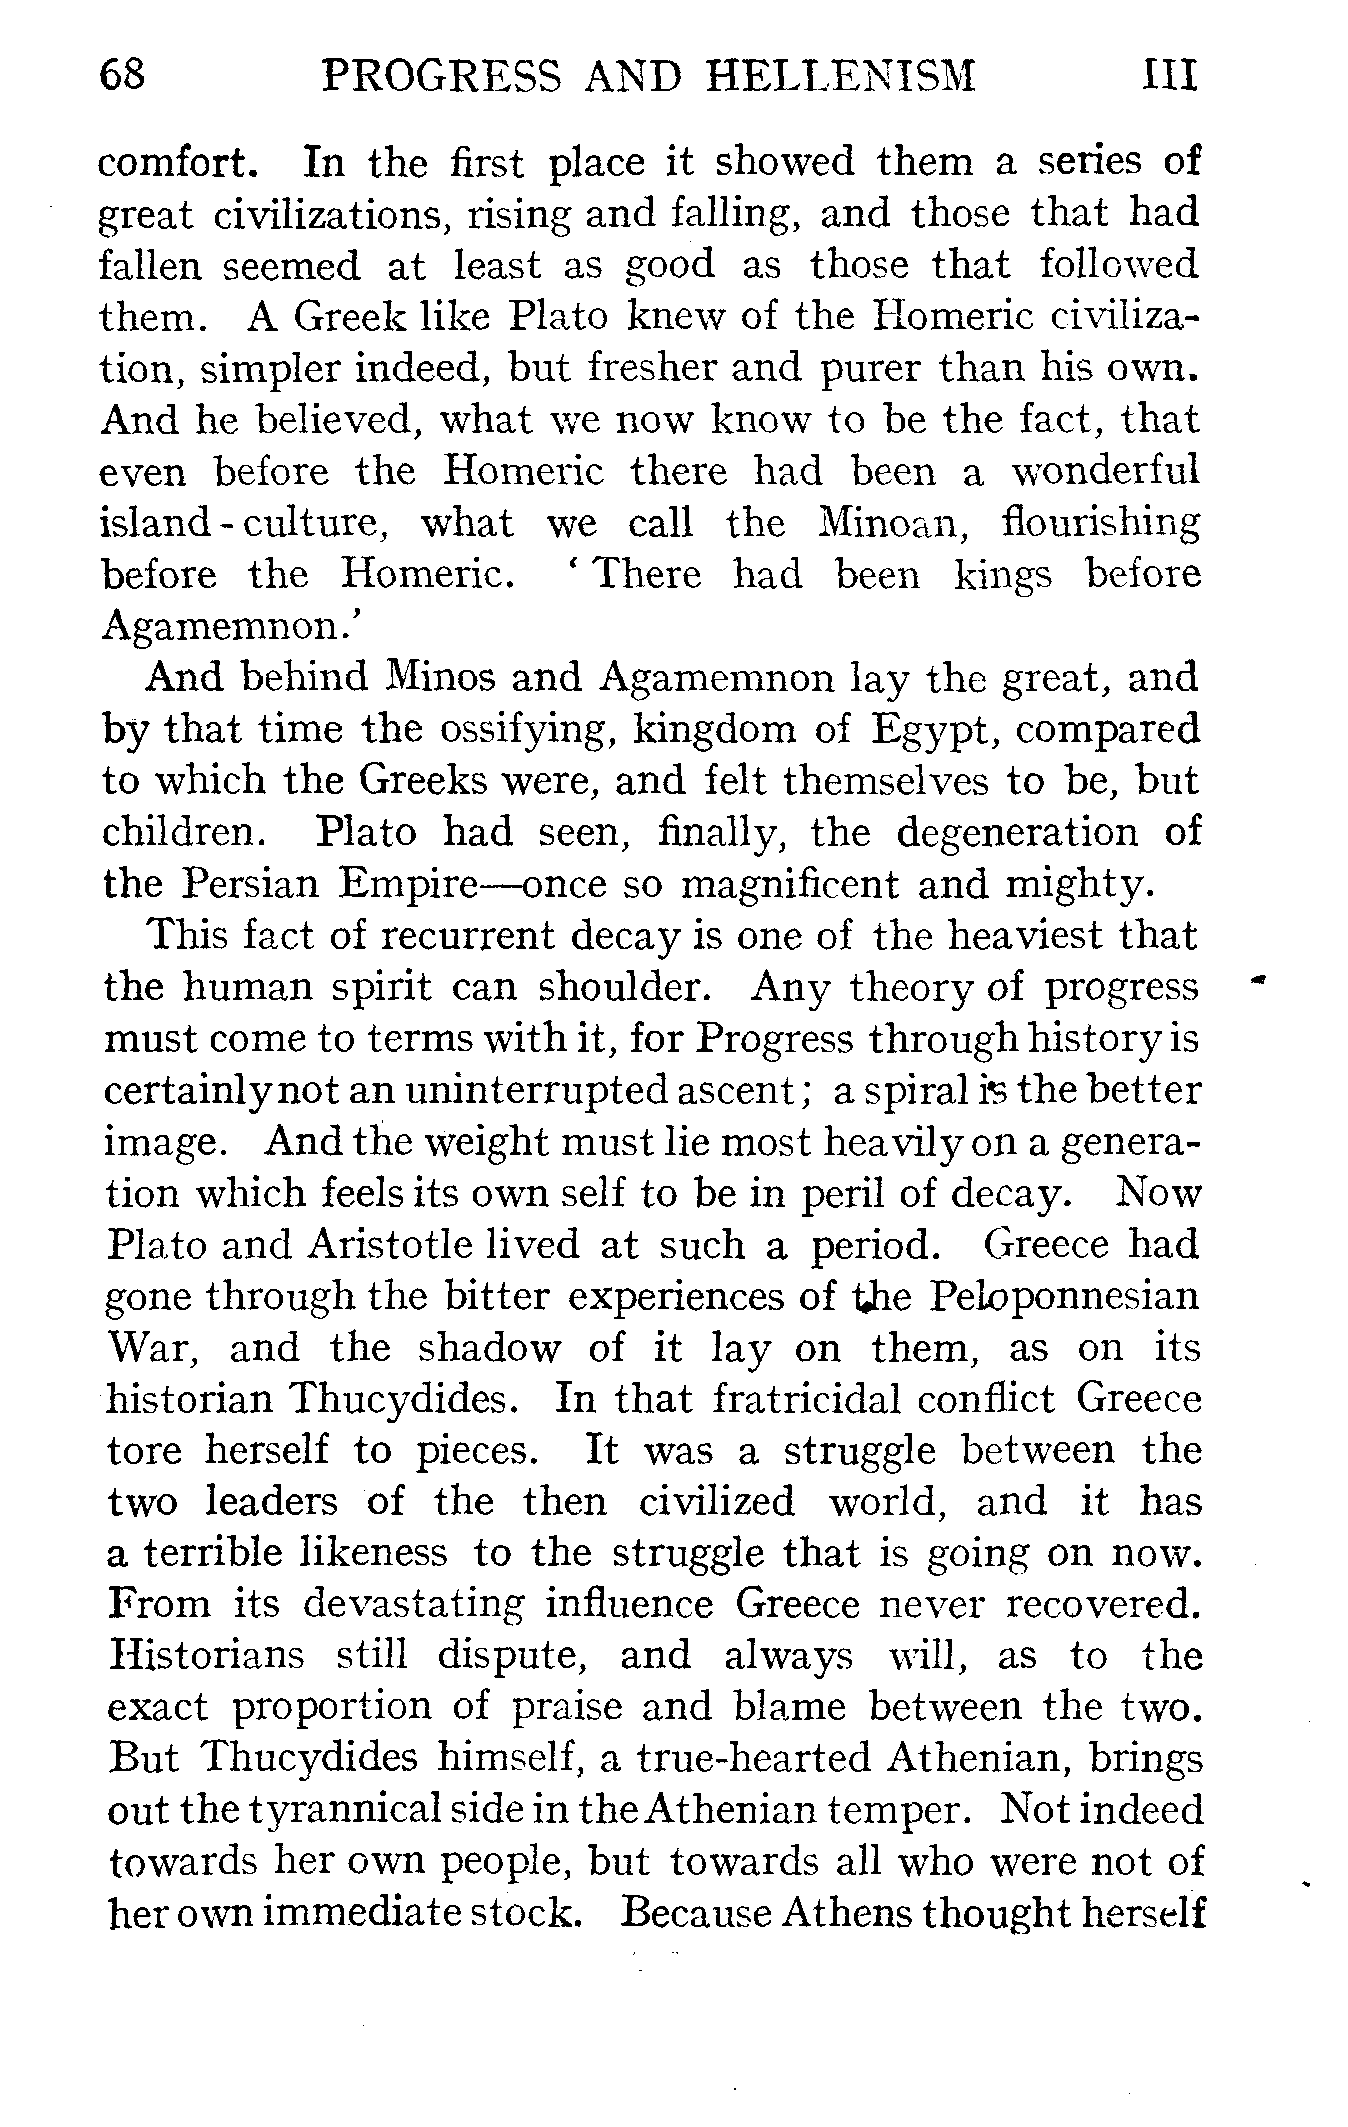 68 PROGRESS AND HELLENISM III
comfort. In the first place it showed them a series of
great civilizations, rising and falling, and those that had
fallen seemed at least as good as those that followed
them. A Greek like Plato knew of the Homeric civiliza-
tion, simpler indeed, but fresher and purer than his own.
And he believed, what we now know to be the fact, that
even before the Homeric there had been a wonderful
island-culture, what we call the Minoan, flourishing
before the Homeric. ‘There had been kings before
Agamemnon.’
And behind Minos and Agamemnon lay the great, and
by that time the ossifying, kingdom of Egypt, compared
to which the Greeks were, and felt themselves to be, but
children. Plato had seen, finally, the degeneration of
the Persian Empire—once so magnificent and mighty.
This fact of recurrent decay is one of the heaviest that
the human spirit can shoulder. Any theory of progress
must come to terms with it, for Progress through history is
certainly not an uninterrupted ascent; a spiral is the better
image. And the weight must lie most heavily on a genera-
tion which feels its own self to be in peril of decay. Now
Plato and Aristotle lived at such a period. Greece had
gone through the bitter experiences of the Peloponnesian
War, and the shadow of it lay on them, as on its
historian Thucydides. In that fratricidal conflict Greece
tore herself to pieces. It was a struggle between the
two leaders of the then civilized world, and it has
a terrible likeness to the struggle that is going on now.
From its devastating influence Greece never recovered.
Historians still dispute, and always will, as to the
exact proportion of praise and blame between the two.
But Thucydides himself, a true-hearted Athenian, brings
out the tyrannical side in the Athenian temper. Not indeed
towards her own people, but towards all who were not of
her own immediate stock. Because Athens thought herself